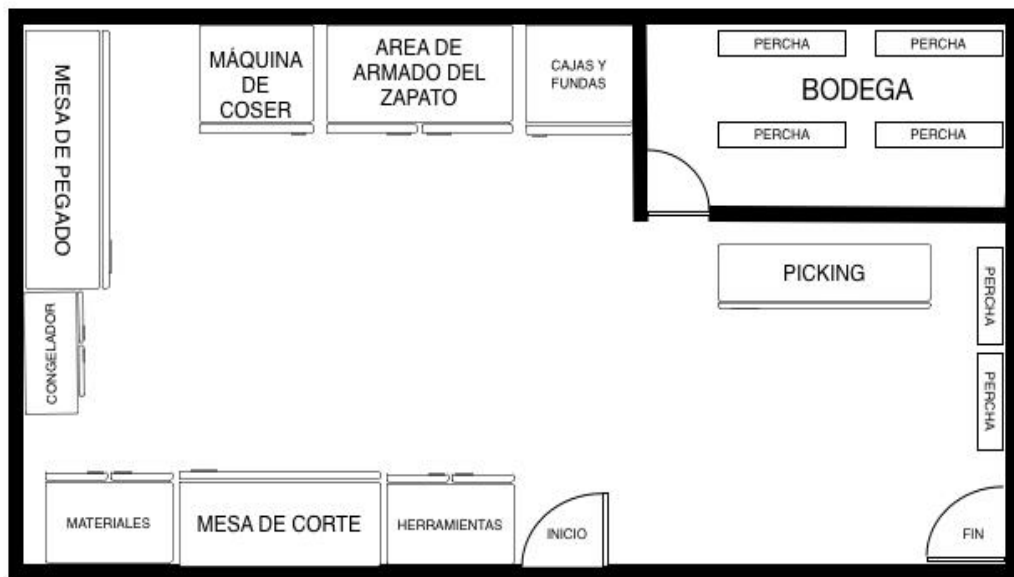 MESA DE PEGADO
MÁQUINA
DE
COSER
AREA DE
ARMADO DEL
ZAPATO
CAJAS Y
FUNDAS
PERCHA
PERCHA
BODEGA
PERCHA
PERCHA
CONGELADOR
PICKING
PERCHA
PERCHA
MATERIALES
MESA DE CORTE
HERRAMIENTAS
INICIO
FIN